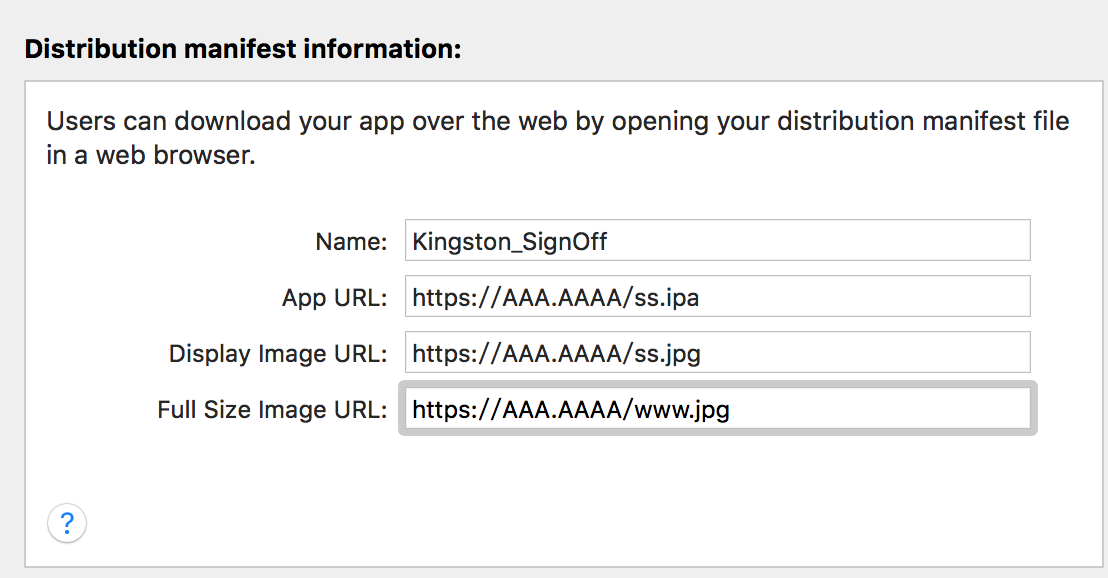 Distribution manifest information:
Users can download your app over the web by opening your distribution manifest file
in a web browser.
Name: Kingston_SignOff
App URL: https://AAA.AAAA/ss.ipa
Display Image URL: https://AAA.AAAA/ss.jpg
Full Size Image URL: https://AAA.AAAA/www.jpg
?